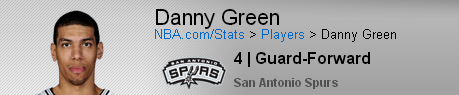 Danny Green
NBA.com/Stats > Players > Danny Green
4 | Guard-Forward
SAN ANTONIO
SPURS
San Antonio Spurs